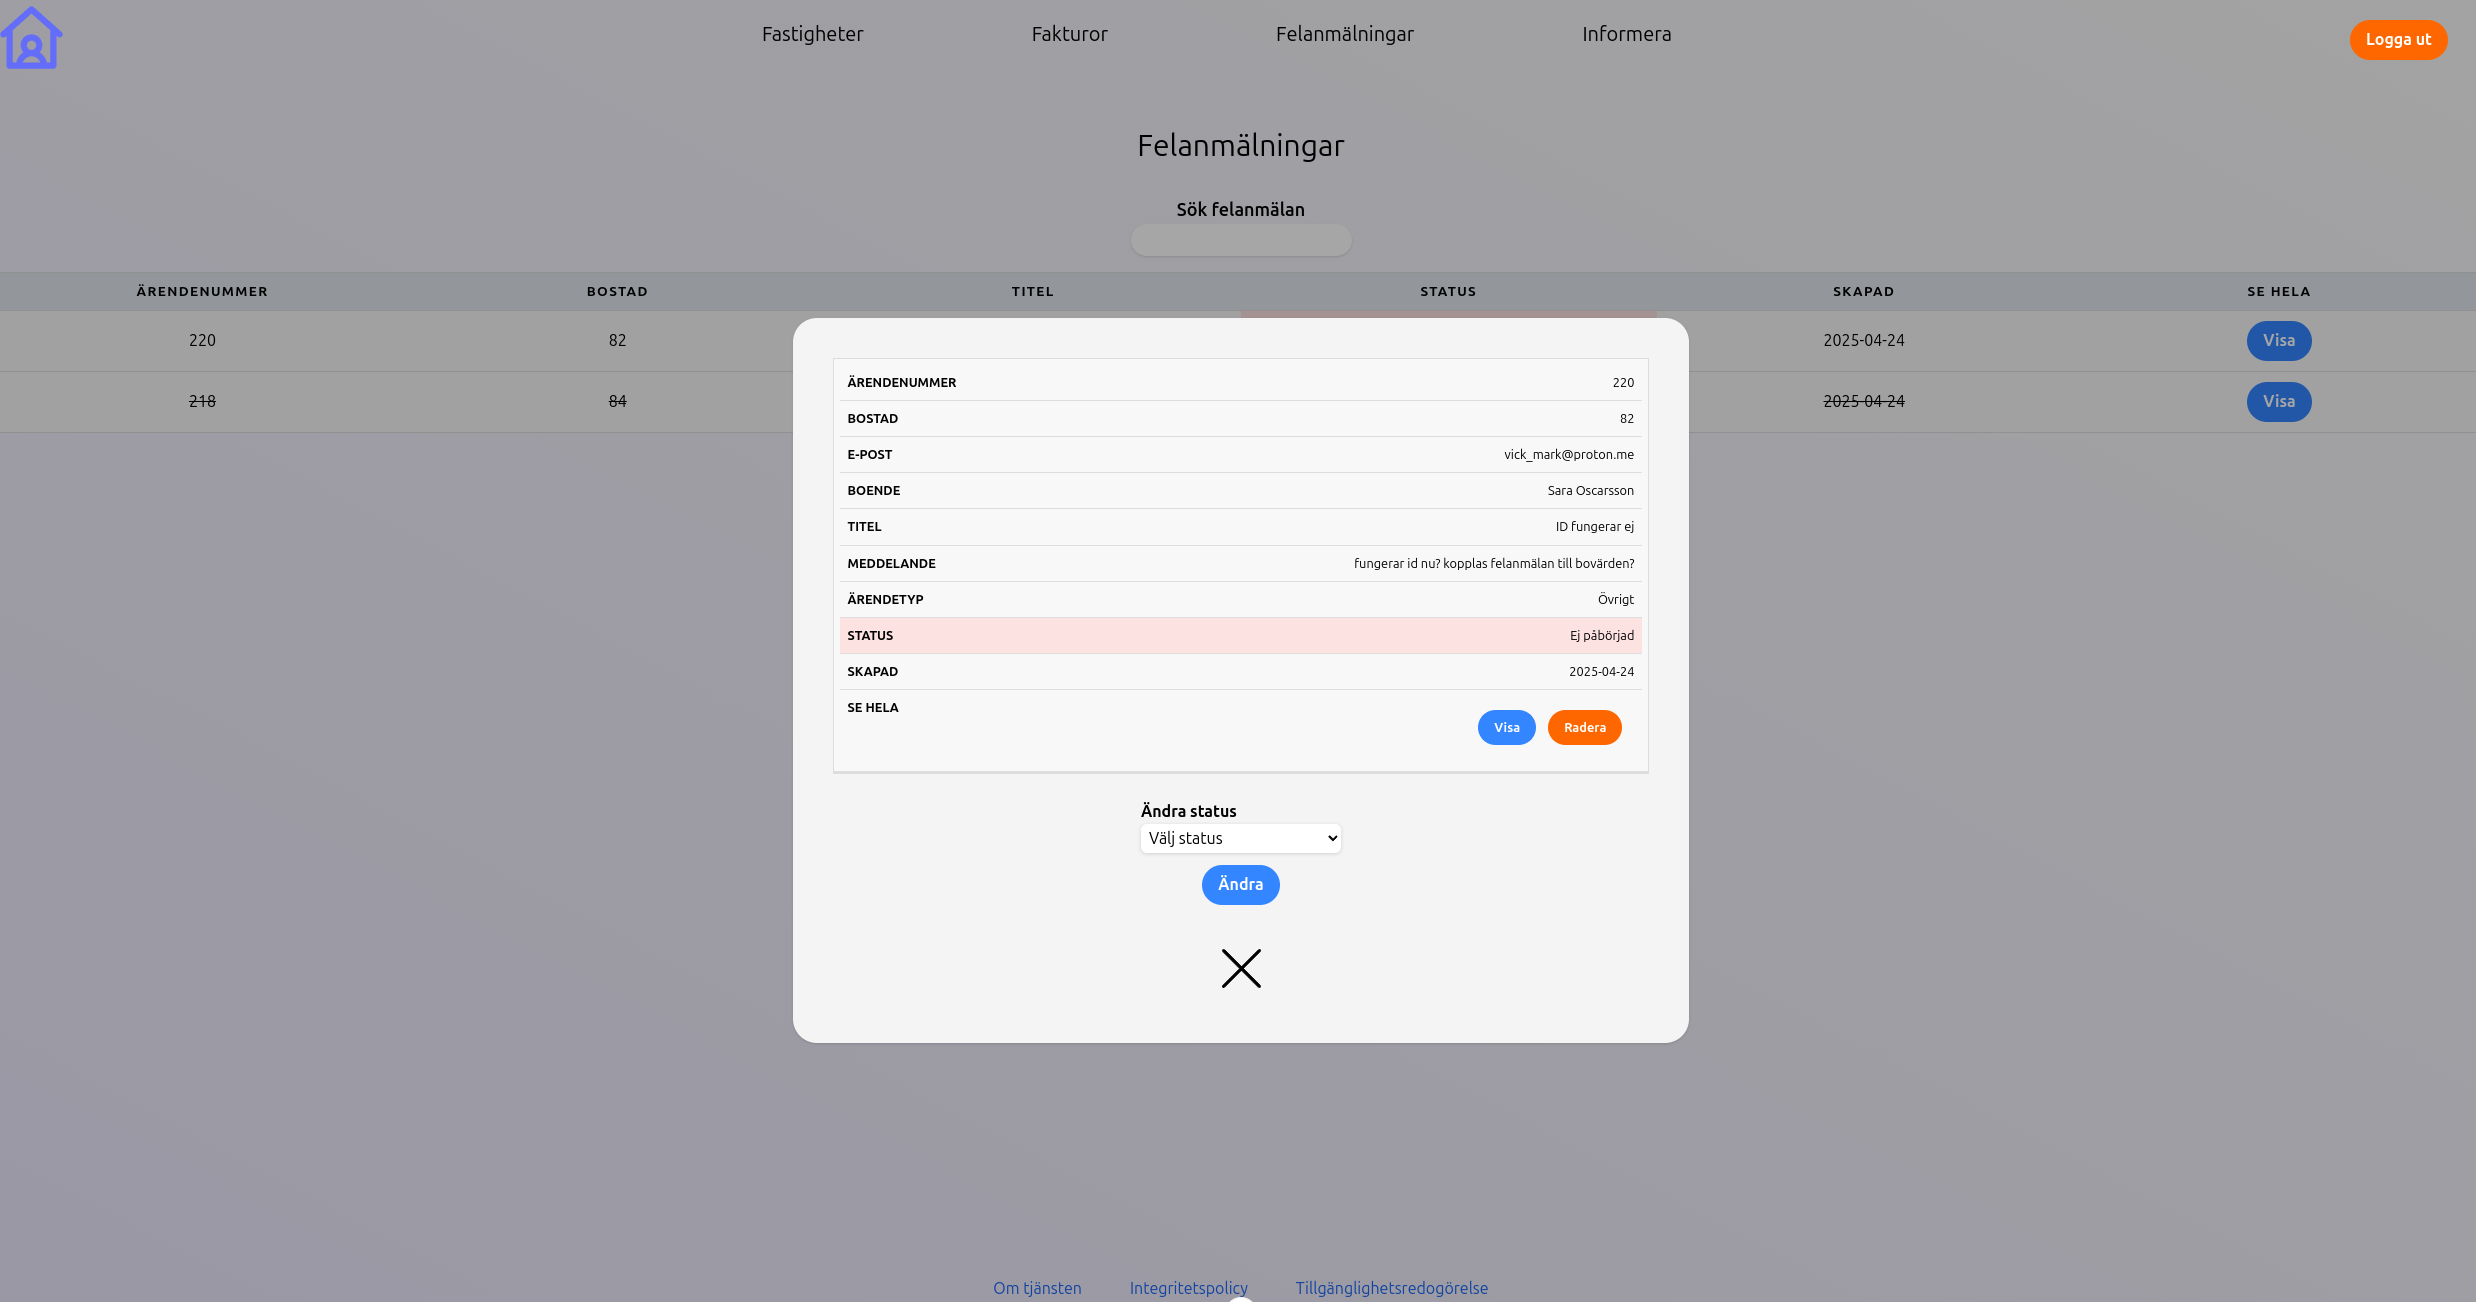 Fastigheter Fakturor Felanmälningar Informera Logga ut
Felanmälningar
Sök felanmälan
ÄRENDENUMMER BOSTAD TITEL STATUS SKAPAD SE HELA
220 82 2025-04-24 Visa
218 84 2025-04-24 Visa
ÄRENDENUMMER 220
BOSTAD 82
E-POST vick_mark@proton.me
BOENDE Sara Oscarsson
TITEL ID fungerar ej
MEDDELANDE fungerar id nu? kopplas felanmälan till bovärden?
ÄRENDETYP Övrigt
STATUS Ej påbörjad
SKAPAD 2025-04-24
SE HELA
Visa Radera
Ändra status
Välj status
Ändra
Om tjänsten Integritetspolicy Tillgänglighetsredogörelse